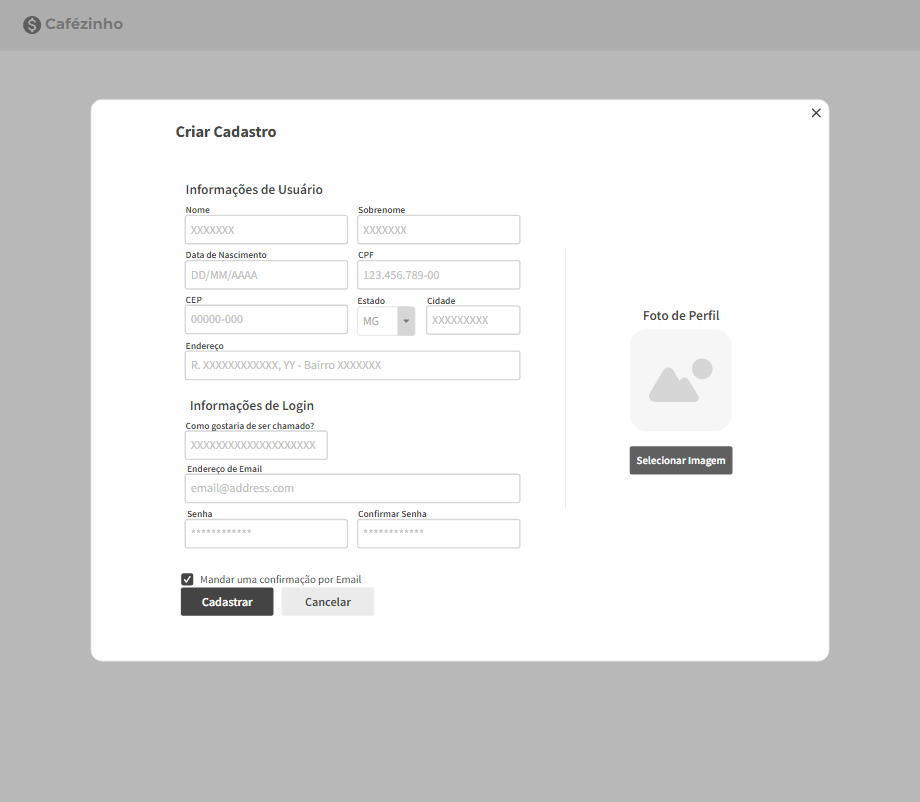 Cafézinho
Criar Cadastro
Informações de Usuário
Nome Sobrenome
XXXXXXX XXXXXXX
Data de Nascimento CPF
DD/MM/AAAA 123.456.789-00
CEP Estado Cidade
00000-000 MG XXXXXXXXX
Endereço
R. XXXXXXXXXXXX, YY - Bairro XXXXXXX
Informações de Login
Como gostaria de ser chamado?
XXXXXXXXXXXXXXXXXXXX
Endereço de Email
email@address.com
Senha Confirmar Senha
************ ************
Mandar uma confirmação por Email
Cadastrar Cancelar
Foto de Perfil
Selecionar Imagem